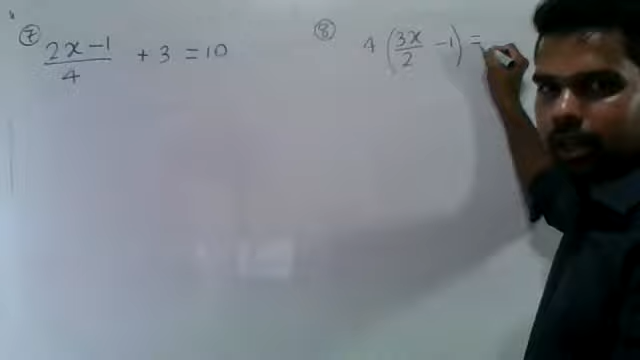 ⑦ (2x-1)/4 + 3 = 10
⑧ 4 (3x/2 - 1) =